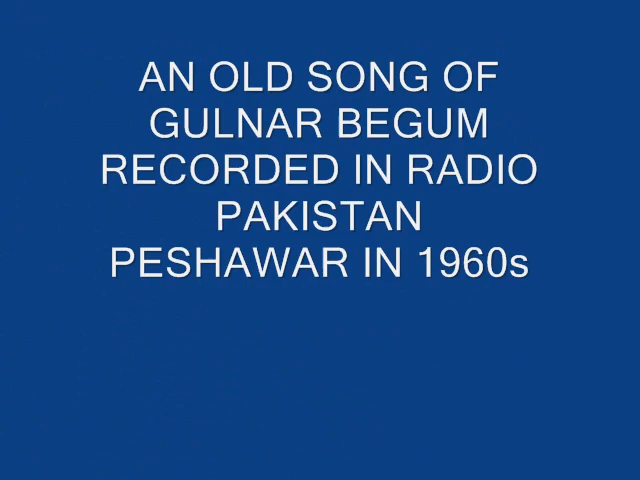 AN OLD SONG OF
GULNAR BEGUM
RECORDED IN RADIO
PAKISTAN
PESHAWAR IN 1960s